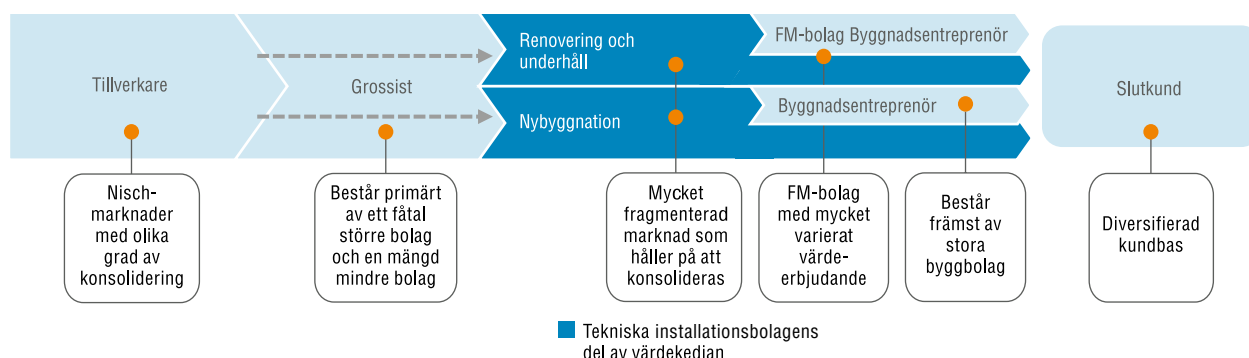 Tillverkare
Grossist
Renovering och
underhåll
Nybyggnation
FM-bolag Byggnadsentreprenör
Byggnadsentreprenör
Slutkund
Nisch-
marknader
med olika
grad av
konsolidering
Består primärt
av ett fåtal
större bolag
och en mängd
mindre bolag
Mycket
fragmenterad
marknad som
håller på att
konsolideras
FM-bolag
med mycket
varierat
värde-
erbjudande
Består
främst av
stora
byggbolag
Diversifierad
kundbas
Tekniska installationsbolagens
del av värdekedjan